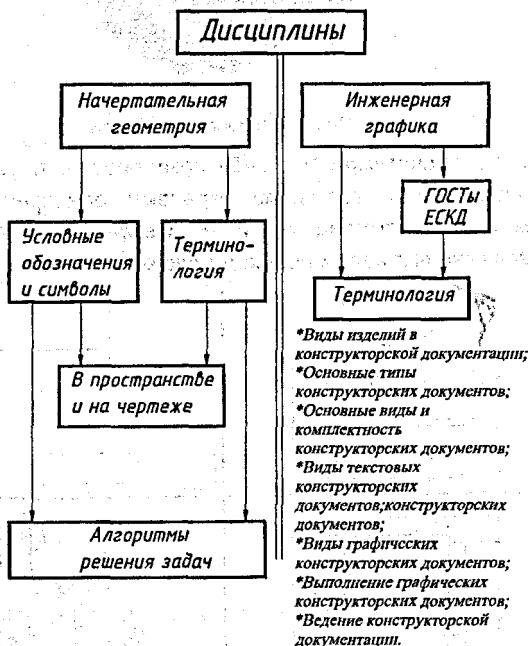 Дисциплины
Начертательная
геометрия
Условные
обозначения
и символы
Термино-
логия
В пространстве
и на чертеже
Алгоритмы
решения задач
Инженерная
графика
ГОСТы
ЕСКД
Терминология
*Виды изделий в
конструкторской документации;
*Основные типы
конструкторских документов;
*Основные виды и
комплектность
конструкторских документов;
*Виды текстовых
конструкторских
документов;конструкторских
документов;
*Виды графических
конструкторских документов;
*Выполнение графических
конструкторских документов;
*Ведение конструкторской
документации.